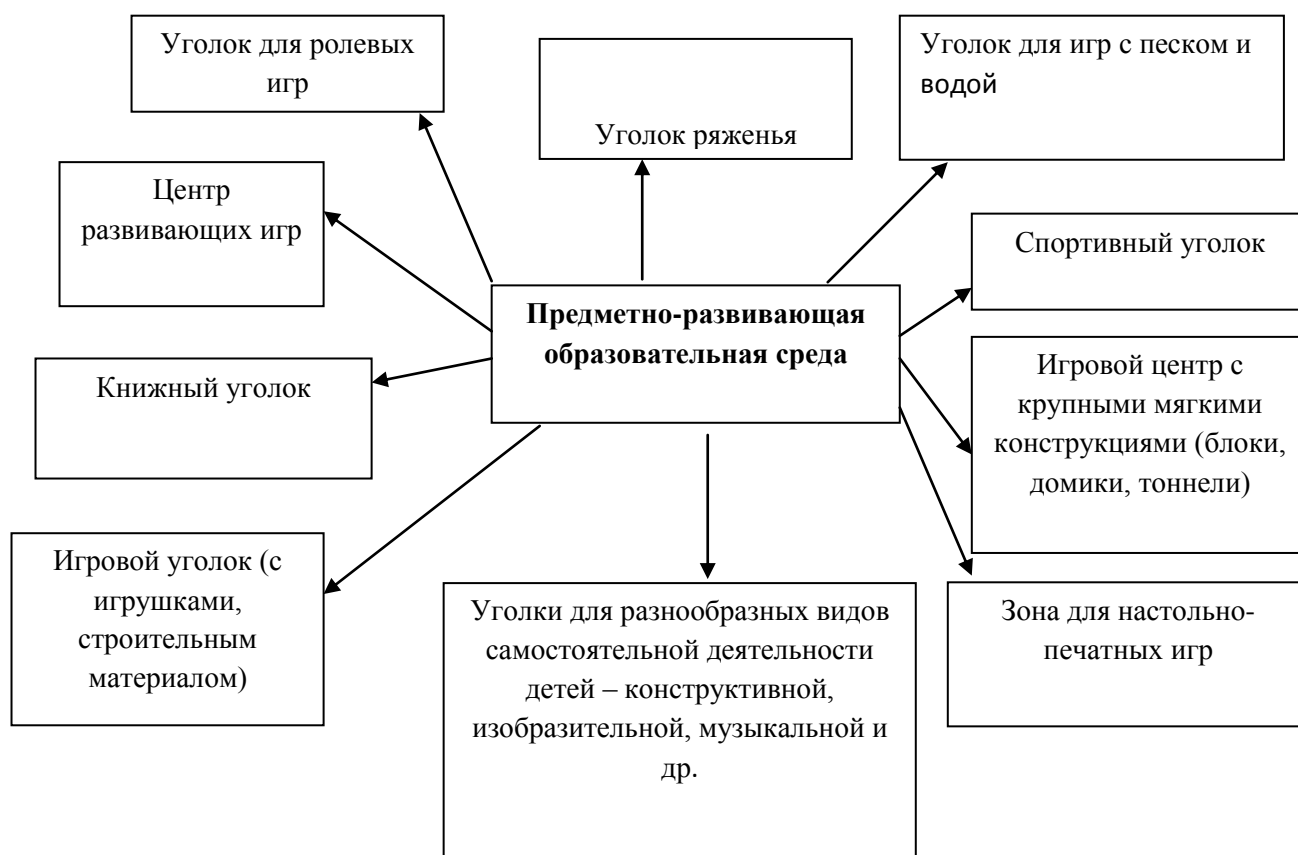 Уголок для ролевых
игр
Уголок ряженья
Уголок для игр с песком и
водой
Центр
развивающих игр
Спортивный уголок
Предметно-развивающая
образовательная среда
Книжный уголок
Игровой центр с
крупными мягкими
конструкциями (блоки,
домики, тоннели)
Игровой уголок (с
игрушками,
строительным
материалом)
Уголки для разнообразных видов
самостоятельной деятельности
детей – конструктивной,
изобразительной, музыкальной и
др.
Зона для настольно-
печатных игр